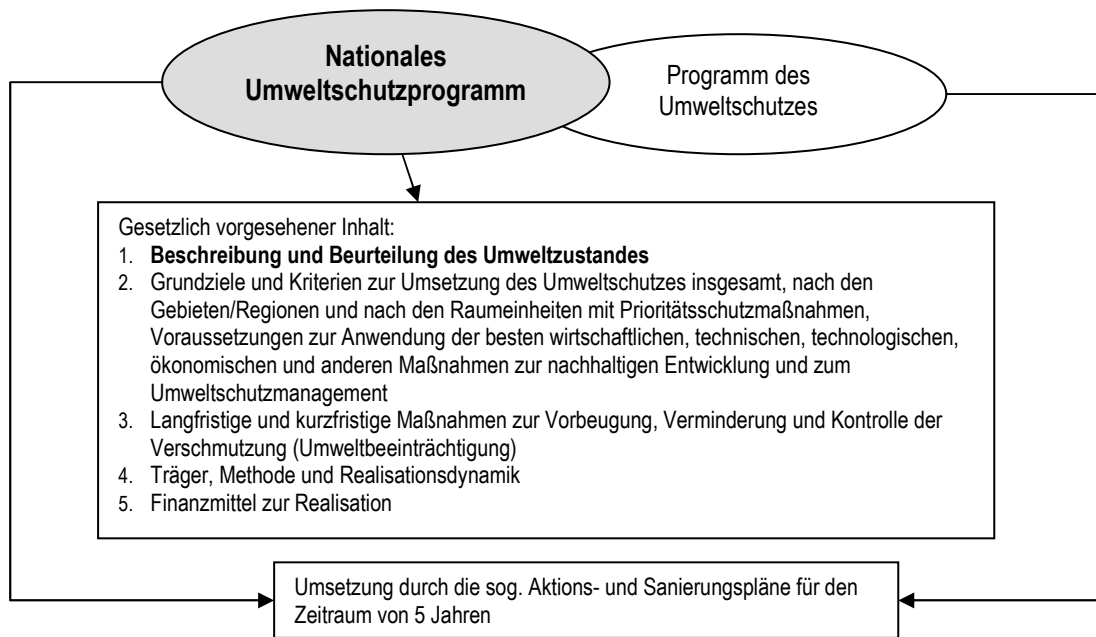 Nationales
Umweltschutzprogramm
Programm des
Umweltschutzes
Gesetzlich vorgesehener Inhalt:
1. Beschreibung und Beurteilung des Umweltzustandes
2. Grundziele und Kriterien zur Umsetzung des Umweltschutzes insgesamt, nach den
Gebieten/Regionen und nach den Raumeinheiten mit Prioritätsschutzmaßnahmen,
Voraussetzungen zur Anwendung der besten wirtschaftlichen, technischen, technologischen,
ökonomischen und anderen Maßnahmen zur nachhaltigen Entwicklung und zum
Umweltschutzmanagement
3. Langfristige und kurzfristige Maßnahmen zur Vorbeugung, Verminderung und Kontrolle der
Verschmutzung (Umweltbeeinträchtigung)
4. Träger, Methode und Realisationsdynamik
5. Finanzmittel zur Realisation
Umsetzung durch die sog. Aktions- und Sanierungspläne für den
Zeitraum von 5 Jahren